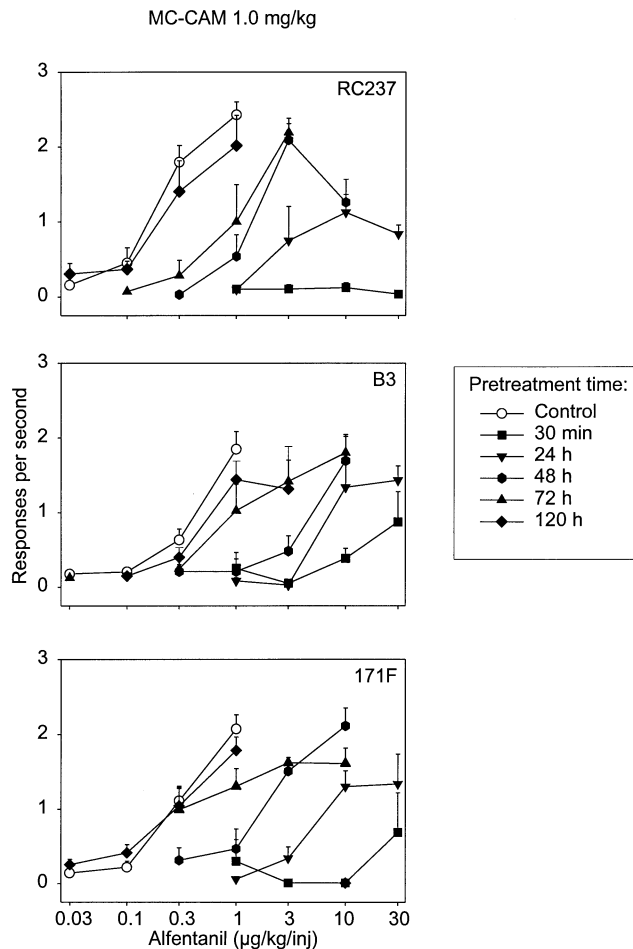 MC-CAM 1.0 mg/kg
3
RC237
2
1
0
3
B3
2
1
0
Responses per second
Pretreatment time:
Control
30 min
24 h
48 h
72 h
120 h
3
171F
2
1
0
0.03 0.1 0.3 1 3 10 30
Alfentanil (µg/kg/inj)